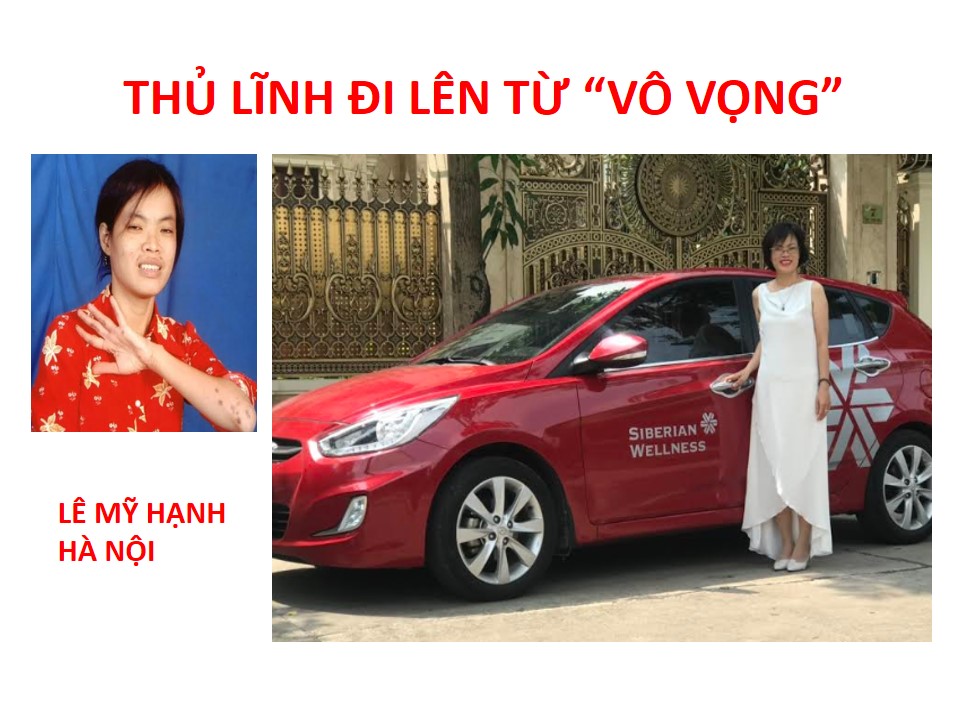 THỦ LĨNH ĐI LÊN TỪ “VÔ VỌNG”
SIBERIAN
WELLNESS
LÊ MỸ HẠNH
HÀ NỘI